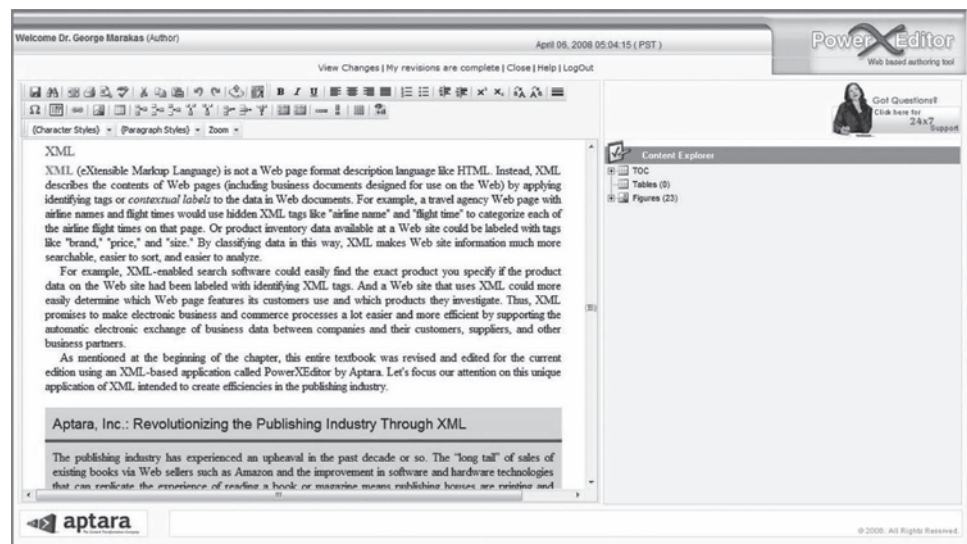 Welcome Dr. George Marakas (Author)
April 06, 2008 05:04:15 ( PST )
PowerXEditor
Web based authoring tool
View Changes | My revisions are complete | Close | Help | LogOut
Got Questions?
Click here for
24x7
Support
B I U
{Character Styles} {Paragraph Styles} Zoom
Content Explorer
TOC
Tables (0)
Figures (23)
XML
XML (eXtensible Markup Language) is not a Web page format description language like HTML. Instead, XML
describes the contents of Web pages (including business documents designed for use on the Web) by applying
identifying tags or contextual labels to the data in Web documents. For example, a travel agency Web page with
airline names and flight times would use hidden XML tags like "airline name" and "flight time" to categorize each of
the airline flight times on that page. Or product inventory data available at a Web site could be labeled with tags
like "brand," "price," and "size." By classifying data in this way, XML makes Web site information much more
searchable, easier to sort, and easier to analyze.
For example, XML-enabled search software could easily find the exact product you specify if the product
data on the Web site had been labeled with identifying XML tags. And a Web site that uses XML could more
easily determine which Web page features its customers use and which products they investigate. Thus, XML
promises to make electronic business and commerce processes a lot easier and more efficient by supporting the
automatic electronic exchange of business data between companies and their customers, suppliers, and other
business partners.
As mentioned at the beginning of the chapter, this entire textbook was revised and edited for the current
edition using an XML-based application called PowerXEditor by Aptara. Let's focus our attention on this unique
application of XML intended to create efficiencies in the publishing industry.
Aptara, Inc.: Revolutionizing the Publishing Industry Through XML
The publishing industry has experienced an upheaval in the past decade or so. The "long tail" of sales of
existing books via Web sellers such as Amazon and the improvement in software and hardware technologies
that can replicate the experience of reading a book or magazine means publishing houses are printing and
aptara
© 2008. All Rights Reserved.